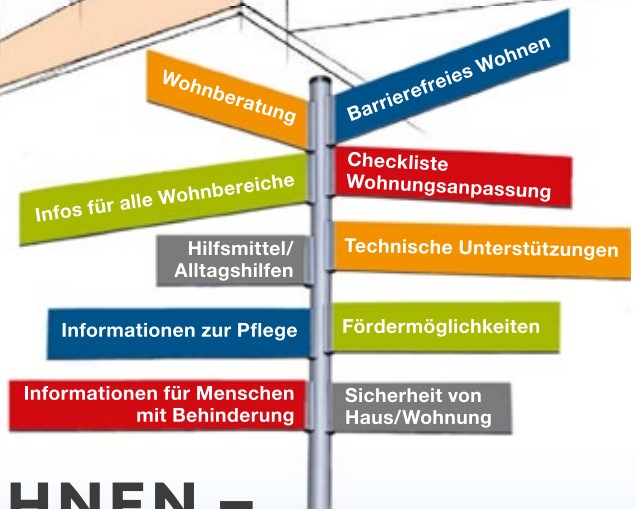 Wohnberatung
Barrierefreies Wohnen
Infos für alle Wohnbereiche
Checkliste
Wohnungsanpassung
Hilfsmittel/
Alltagshilfen
Technische Unterstützungen
Informationen zur Pflege
Fördermöglichkeiten
Informationen für Menschen
mit Behinderung
Sicherheit von
Haus/Wohnung
HNEN –